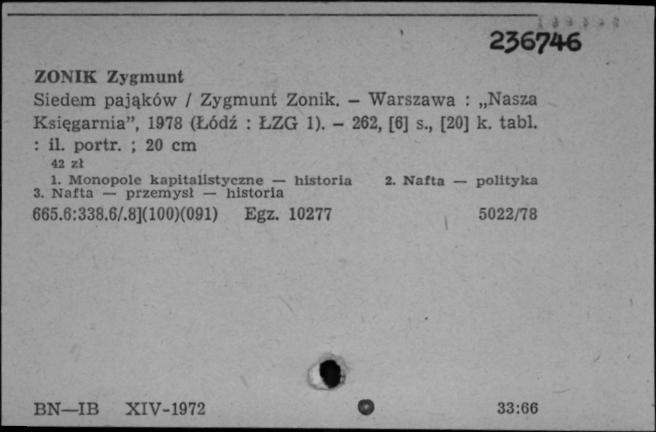 236746
ZONIK Zygmunt
Siedem pająków / Zygmunt Zonik. – Warszawa : „Nasza
Księgarnia”, 1978 (Łódź : ŁZG 1). – 262, [6] s., [20] k. tabl.
: il. portr. ; 20 cm
42 zł
1. Monopole kapitalistyczne — historia 2. Nafta — polityka
3. Nafta — przemysł — historia
665.6:338.6/.8](100)(091) Egz. 10277 5022/78
BN—IB XIV-1972 33:66